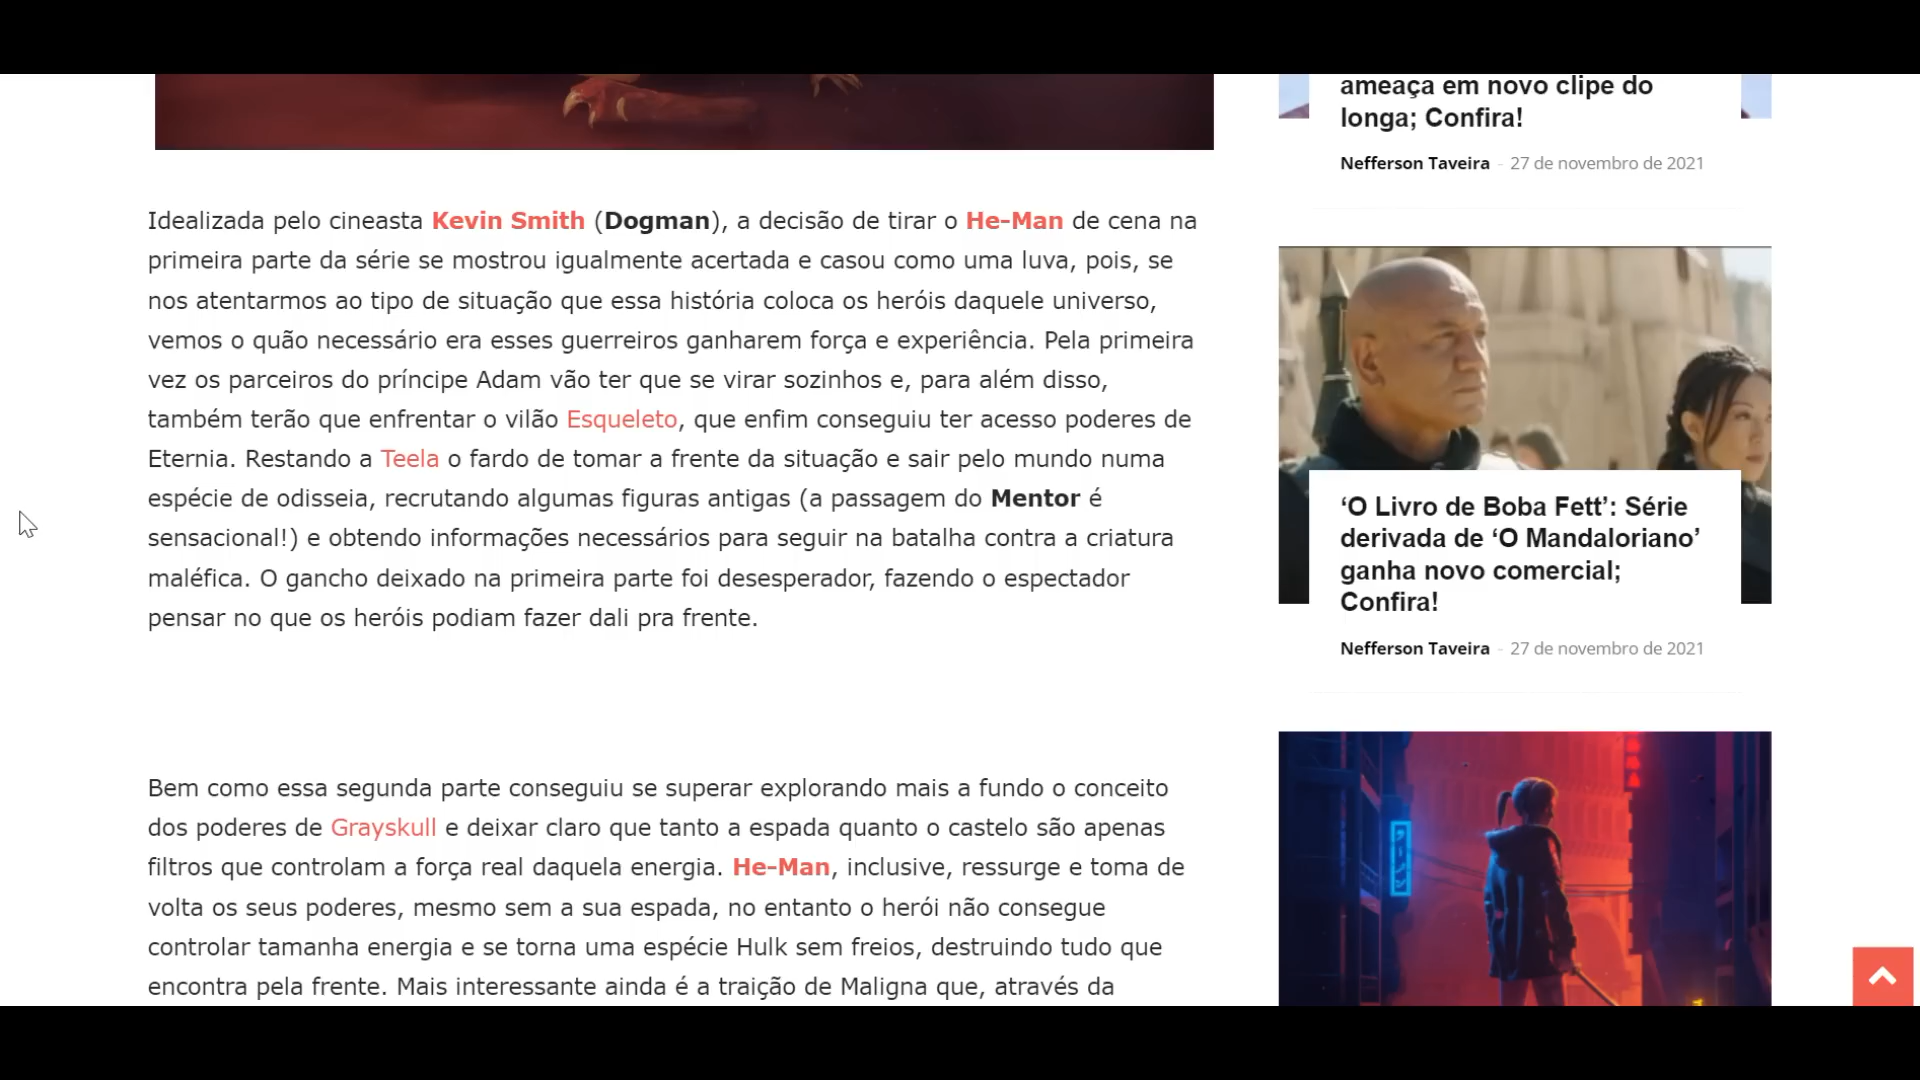 Idealizada pelo cineasta Kevin Smith (Dogman), a decisão de tirar o He-Man de cena na
primeira parte da série se mostrou igualmente acertada e casou como uma luva, pois, se
nos atentarmos ao tipo de situação que essa história coloca os heróis daquele universo,
vemos o quão necessário era esses guerreiros ganharem força e experiência. Pela primeira
vez os parceiros do príncipe Adam vão ter que se virar sozinhos e, para além disso,
também terão que enfrentar o vilão Esqueleto, que enfim conseguiu ter acesso poderes de
Eternia. Restando a Teela o fardo de tomar a frente da situação e sair pelo mundo numa
espécie de odisseia, recrutando algumas figuras antigas (a passagem do Mentor é
sensacional!) e obtendo informações necessários para seguir na batalha contra a criatura
maléfica. O gancho deixado na primeira parte foi desesperador, fazendo o espectador
pensar no que os heróis podiam fazer dali pra frente.
Bem como essa segunda parte conseguiu se superar explorando mais a fundo o conceito
dos poderes de Grayskull e deixar claro que tanto a espada quanto o castelo são apenas
filtros que controlam a força real daquela energia. He-Man, inclusive, ressurge e toma de
volta os seus poderes, mesmo sem a sua espada, no entanto o herói não consegue
controlar tamanha energia e se torna uma espécie Hulk sem freios, destruindo tudo que
encontra pela frente. Mais interessante ainda é a traição de Maligna que, através da
ameaça em novo clipe do
longa; Confira!
Nefferson Taveira - 27 de novembro de 2021
‘O Livro de Boba Fett’: Série
derivada de ‘O Mandaloriano’
ganha novo comercial;
Confira!
Nefferson Taveira - 27 de novembro de 2021